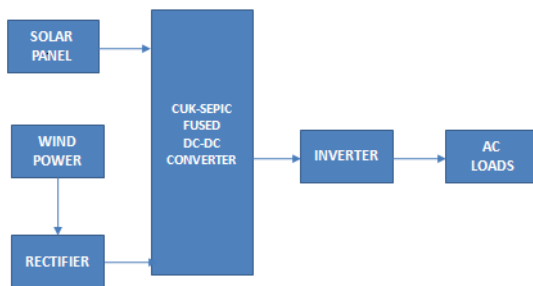 SOLAR
PANEL
WIND
POWER
RECTIFIER
CUK-SEPIC
FUSED
DC-DC
CONVERTER
INVERTER
AC
LOADS